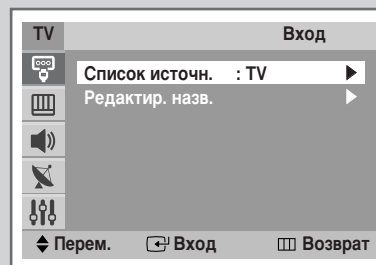 TV Вход
Список источн. : TV
Редактир. назв.
Перем. Вход Возврат